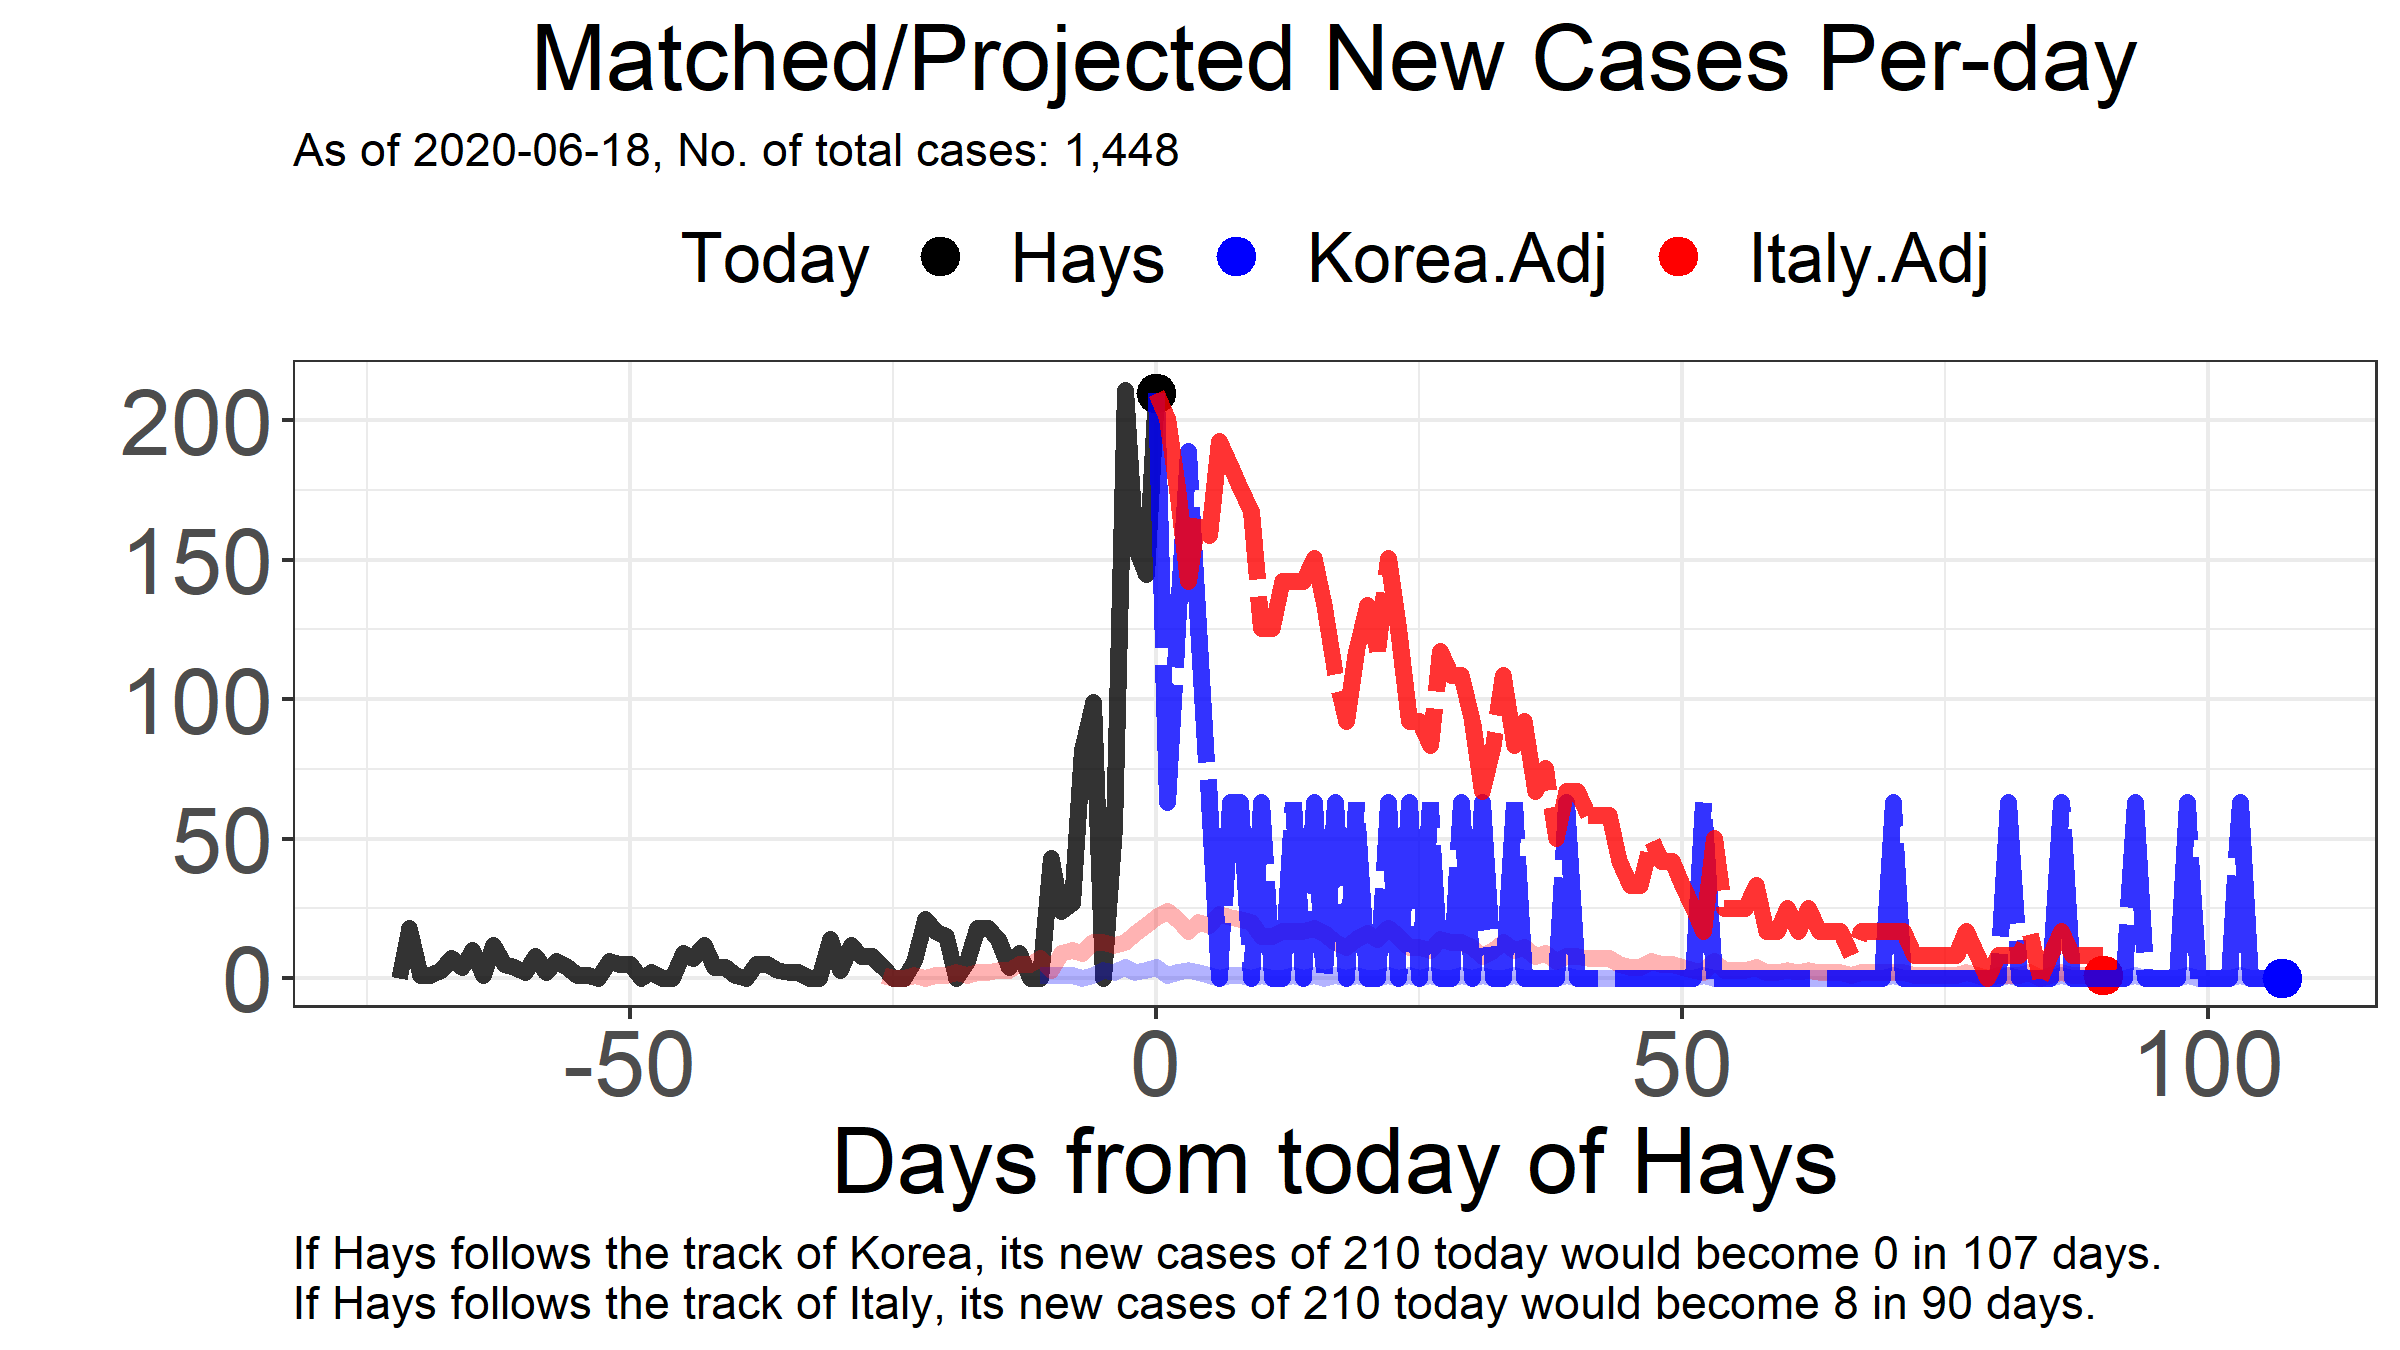 Matched/Projected New Cases Per-day
As of 2020-06-18, No. of total cases: 1,448
Today Hays Korea.Adj Italy.Adj
200
150
100
50
0
-50 0 50 100
Days from today of Hays
If Hays follows the track of Korea, its new cases of 210 today would become 0 in 107 days.
If Hays follows the track of Italy, its new cases of 210 today would become 8 in 90 days.